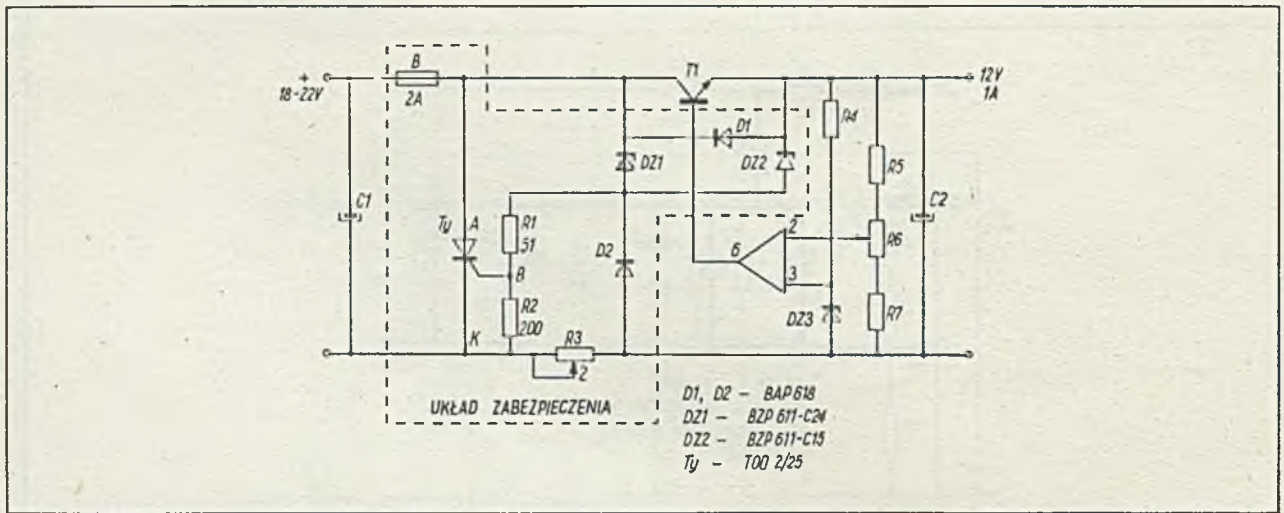 +
18-22V
B
2A
T1
12V
1A
D1
R4
DZ1
DZ2
R5
C1
Ty
A
R1
51
D2
2
6
R6
C2
B
3
R2
200
DZ3
R7
K
R3
2
UKŁAD ZABEZPIECZENIA
D1, D2 – BAP618
DZ1 – BZP 611-C24
DZ2 – BZP 611-C15
Ty – T00 2/25